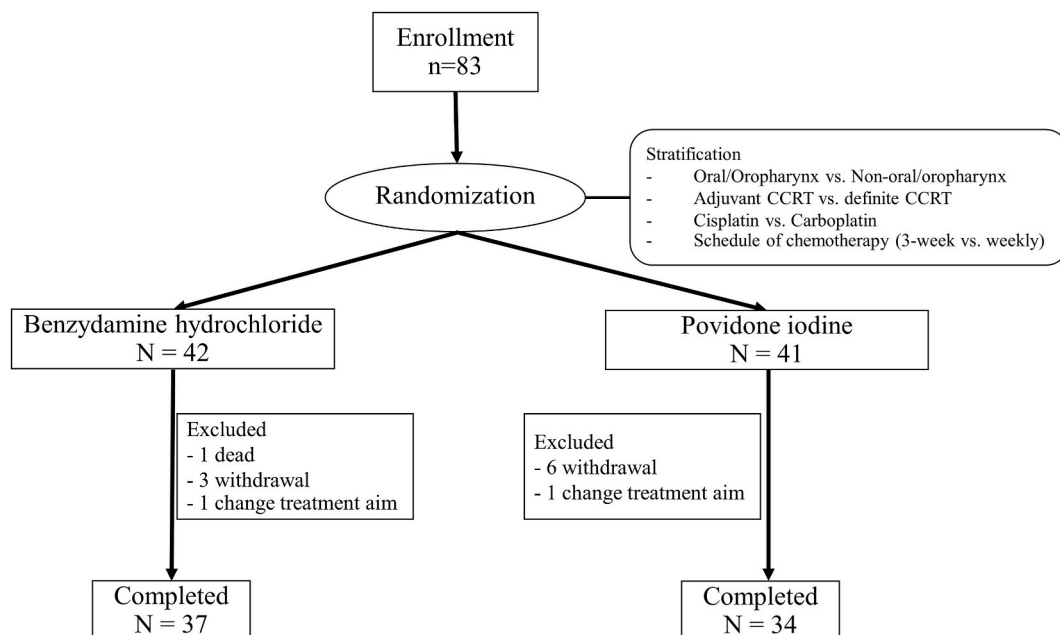 Enrollment
n=83
Randomization
Stratification
- Oral/Oropharynx vs. Non-oral/oropharynx
- Adjuvant CCRT vs. definite CCRT
- Cisplatin vs. Carboplatin
- Schedule of chemotherapy (3-week vs. weekly)
Benzydamine hydrochloride
N = 42
Povidone iodine
N = 41
Excluded
- 1 dead
- 3 withdrawal
- 1 change treatment aim
Excluded
- 6 withdrawal
- 1 change treatment aim
Completed
N = 37
Completed
N = 34